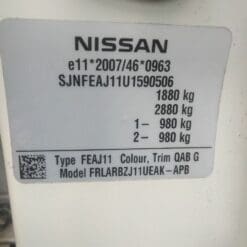 NISSAN
e11*2007/46*0963
SJNFEAJ11U1590506
1880 kg
2880 kg
1- 980 kg
2- 980 kg
Type FEAJ11 Colour, Trim QAB G
Model FRLARBZJ11UEAK-APB